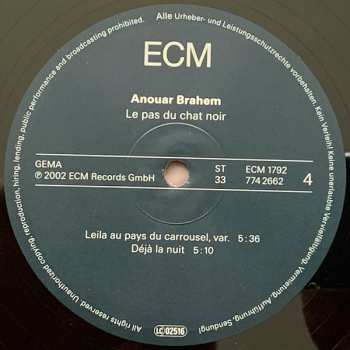 Alle Urheber- und Leistungsschutzrechte vorbehalten. Kein Verleih! Keine unerlaubte Vervielfältigung, Vermietung, Aufführung, Sendung!
ECM
Anouar Brahem
Le pas du chat noir
GEMA
℗ 2002 ECM Records GmbH
ST
33
ECM 1792
774 2662
4
Leila au pays du carrousel, var. 5:36
Déjà la nuit 5:10
LC 02516
All rights reserved. Unauthorized copying, reproduction, hiring, lending, public performance and broadcasting prohibited.